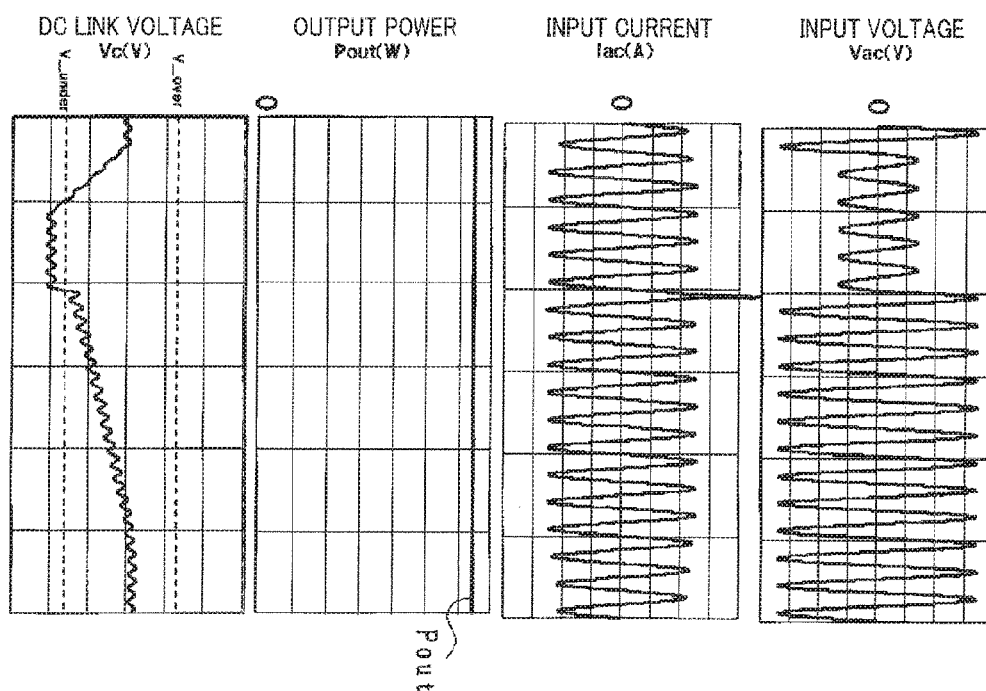 DC LINK VOLTAGE
Vc(V)
OUTPUT POWER
Pout(W)
INPUT CURRENT
Iac(A)
INPUT VOLTAGE
Vac(V)
V_under
V_over
0
0
0
Pout